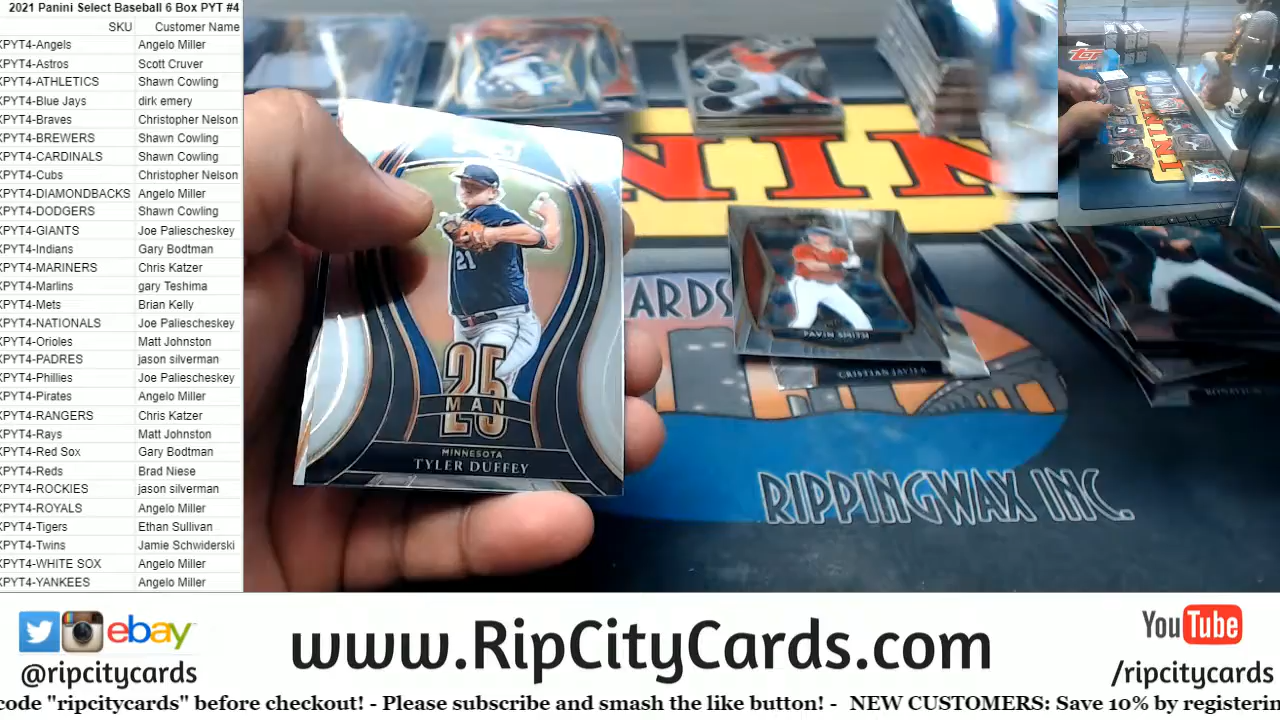 2021 Panini Select Baseball 6 Box PYT #4
SKU Customer Name
XPYT4-Angels Angelo Miller
XPYT4-Astros Scott Cruver
XPYT4-ATHLETICS Shawn Cowling
XPYT4-Blue Jays dirk emery
XPYT4-Braves Christopher Nelson
XPYT4-BREWERS Shawn Cowling
XPYT4-CARDINALS Shawn Cowling
XPYT4-Cubs Christopher Nelson
XPYT4-DIAMONDBACKS Angelo Miller
XPYT4-DODGERS Shawn Cowling
XPYT4-GIANTS Joe Paliescheskey
XPYT4-Indians Gary Bodtman
XPYT4-MARINERS Chris Katzer
XPYT4-Marlins gary Teshima
XPYT4-Mets Brian Kelly
XPYT4-NATIONALS Joe Paliescheskey
XPYT4-Orioles Matt Johnston
XPYT4-PADRES jason silverman
XPYT4-Phillies Joe Paliescheskey
XPYT4-Pirates Angelo Miller
XPYT4-RANGERS Chris Katzer
XPYT4-Rays Matt Johnston
XPYT4-Red Sox Gary Bodtman
XPYT4-Reds Brad Niese
XPYT4-ROCKIES jason silverman
XPYT4-ROYALS Angelo Miller
XPYT4-Tigers Ethan Sullivan
XPYT4-Twins Jamie Schwiderski
XPYT4-WHITE SOX Angelo Miller
XPYT4-YANKEES Angelo Miller
21
25
MAN
MINNESOTA
TYLER DUFFEY
NIN
CARDS
PAVIN SMITH
CRISTIAN JAVIER
RIPPINGWAX INC.
PANINI
ebay
@ripcitycards
www.RipCityCards.com
YouTube
/ripcitycards
code "ripcitycards" before checkout! - Please subscribe and smash the like button! - NEW CUSTOMERS: Save 10% by registerin